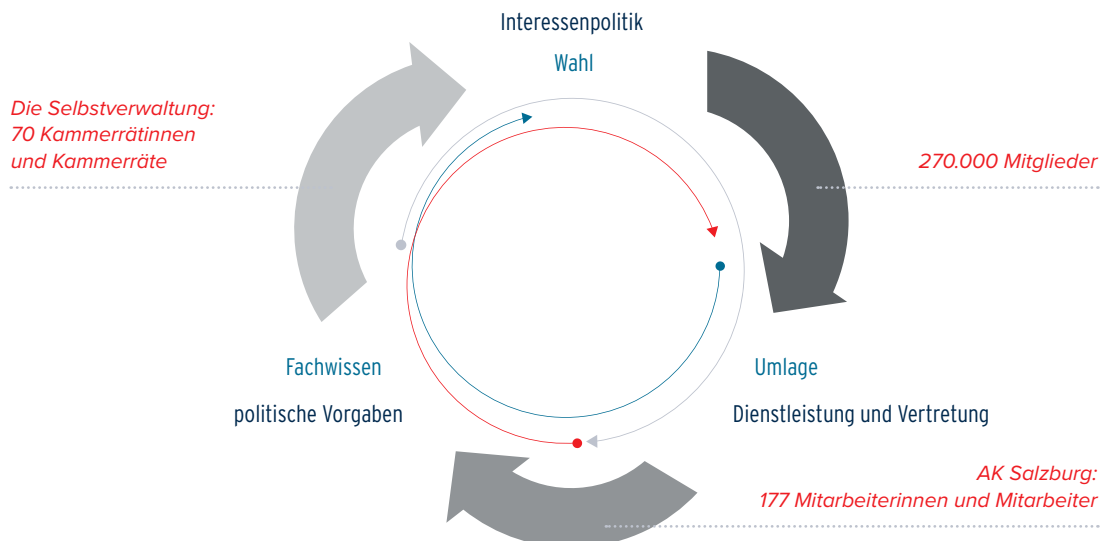 Interessenpolitik
Wahl
Die Selbstverwaltung:
70 Kammerrätinnen
und Kammerräte
270.000 Mitglieder
Fachwissen
politische Vorgaben
Umlage
Dienstleistung und Vertretung
AK Salzburg:
177 Mitarbeiterinnen und Mitarbeiter